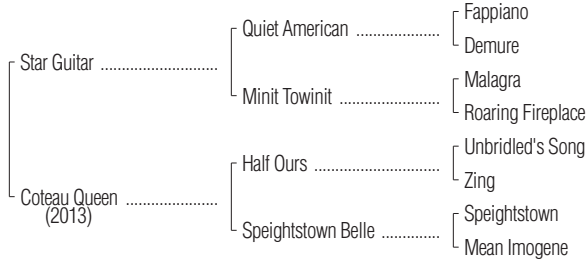 Fappiano
Quiet American ....................
Demure
Star Guitar ............................
Malagra
Minit Towinit ........................
Roaring Fireplace
Unbridled's Song
Half Ours ..............................
Zing
Coteau Queen ......................
(2013)
Speightstown
Speightstown Belle ..............
Mean Imogene